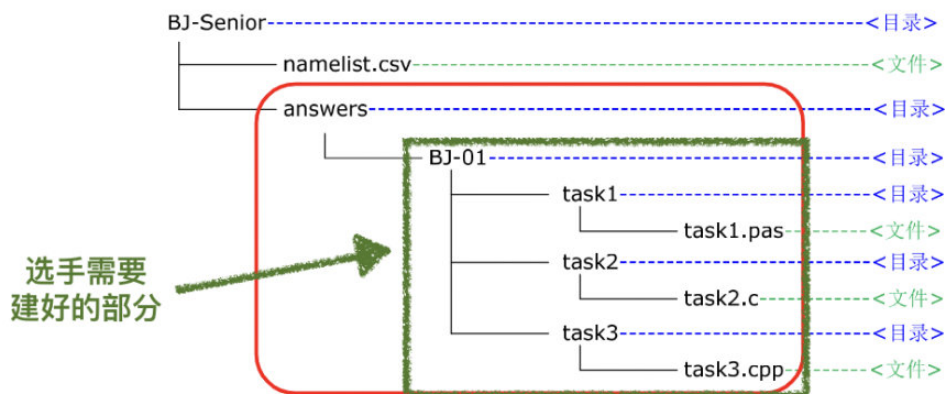 BJ-Senior <目录>
namelist.csv <文件>
answers <目录>
BJ-01 <目录>
task1 <目录>
task1.pas <文件>
task2 <目录>
task2.c <文件>
task3 <目录>
task3.cpp <文件>
选手需要
建好的部分